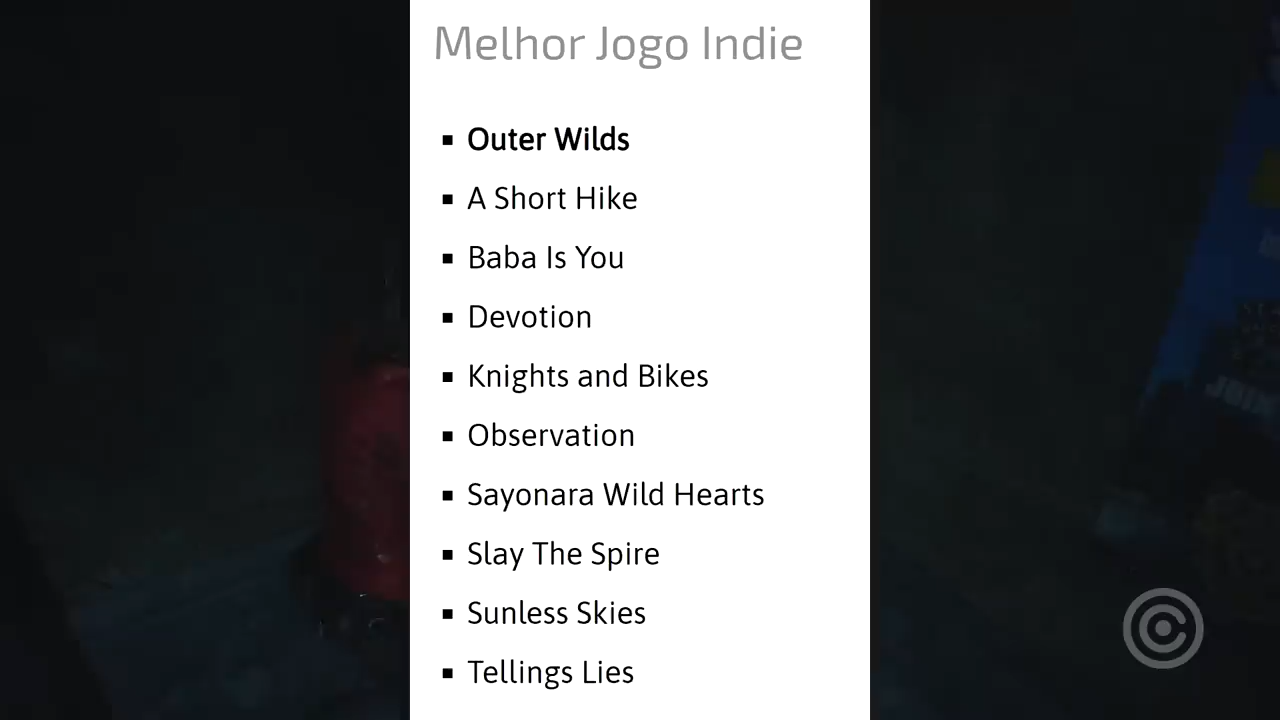 Melhor Jogo Indie
Outer Wilds
A Short Hike
Baba Is You
Devotion
Knights and Bikes
Observation
Sayonara Wild Hearts
Slay The Spire
Sunless Skies
Tellings Lies